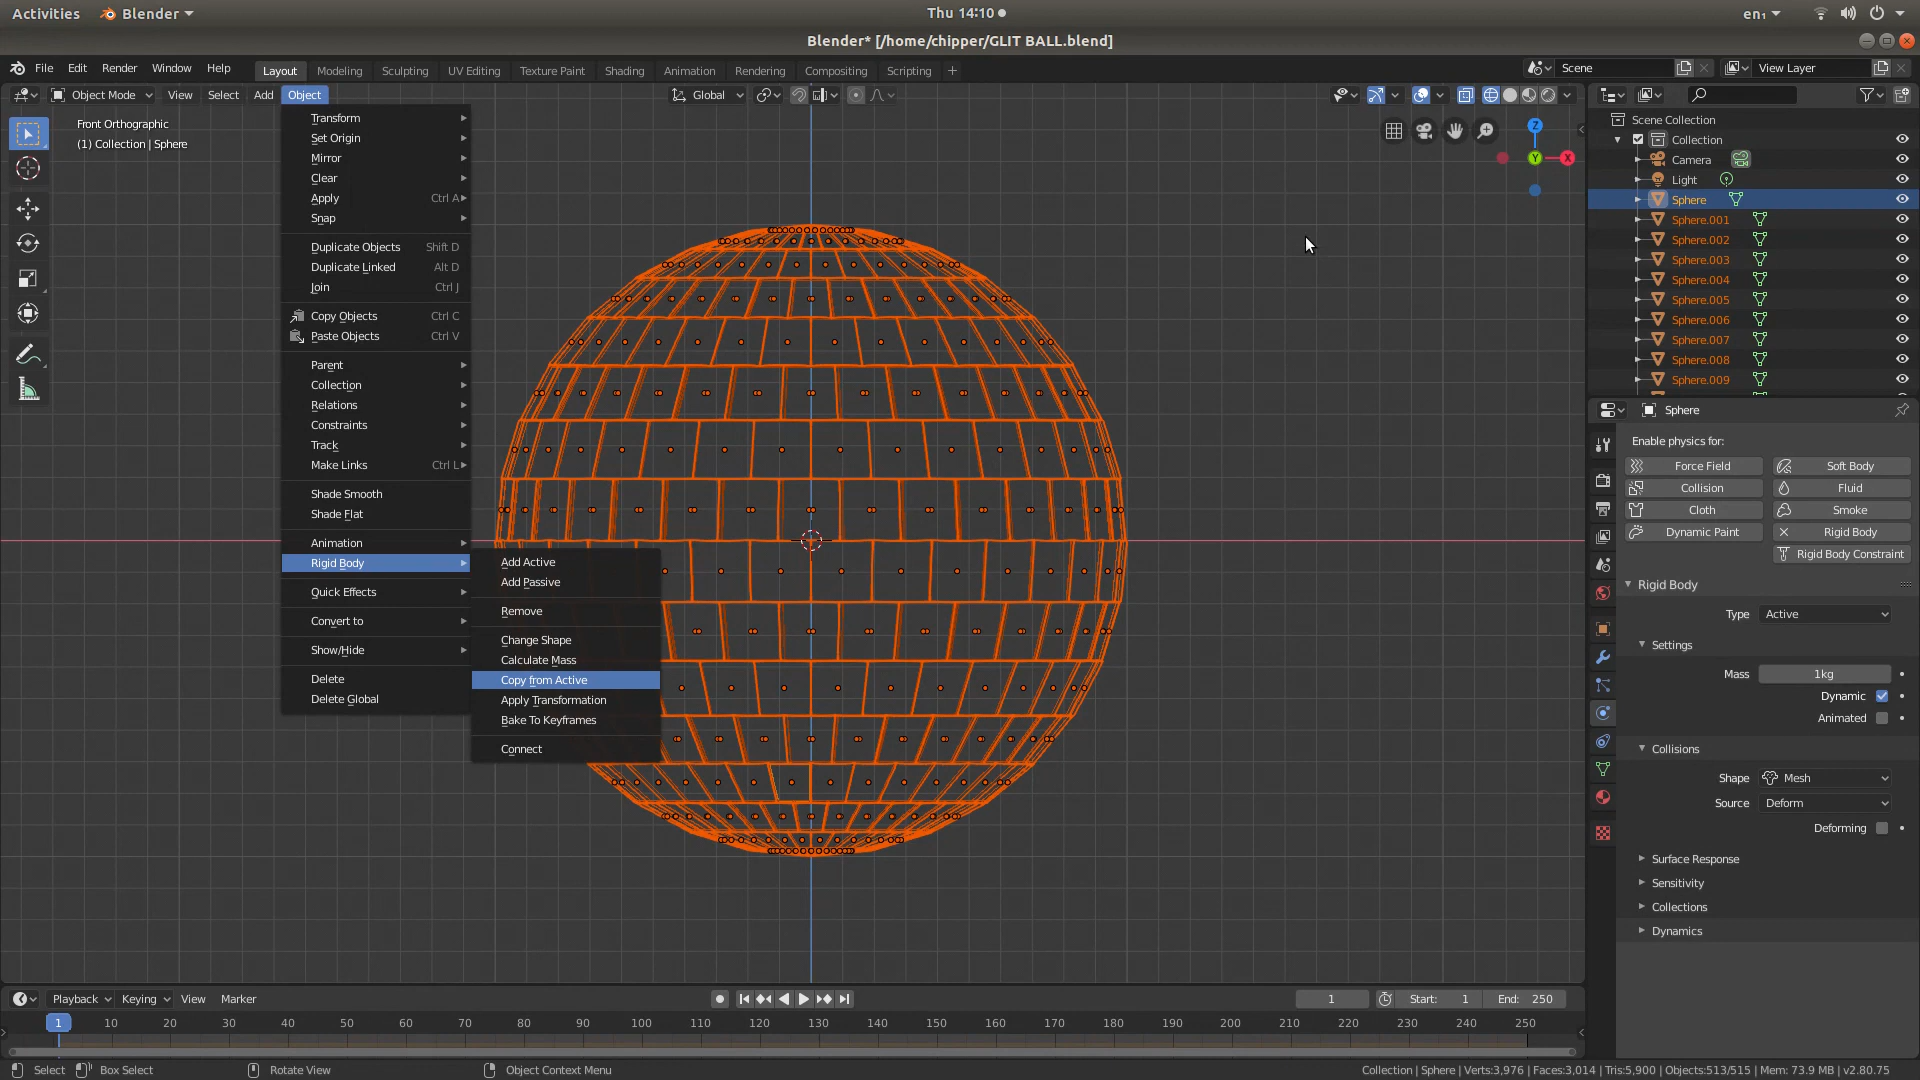 Activities Blender Thu 14:10 en₁
Blender* [/home/chipper/GLIT BALL.blend]
File Edit Render Window Help Layout Modeling Sculpting UV Editing Texture Paint Shading Animation Rendering Compositing Scripting + Scene View Layer
Object Mode View Select Add Object Global
Front Orthographic
(1) Collection | Sphere
Transform
Set Origin
Mirror
Clear
Apply Ctrl A
Snap
Duplicate Objects Shift D
Duplicate Linked Alt D
Join Ctrl J
Copy Objects Ctrl C
Paste Objects Ctrl V
Parent
Collection
Relations
Constraints
Track
Make Links Ctrl L
Shade Smooth
Shade Flat
Animation
Rigid Body
Quick Effects
Convert to
Show/Hide
Delete
Delete Global
Add Active
Add Passive
Remove
Change Shape
Calculate Mass
Copy from Active
Apply Transformation
Bake To Keyframes
Connect
Z
Y
X
Scene Collection
Collection
Camera
Light
Sphere
Sphere.001
Sphere.002
Sphere.003
Sphere.004
Sphere.005
Sphere.006
Sphere.007
Sphere.008
Sphere.009
Sphere
Enable physics for:
Force Field Soft Body
Collision Fluid
Cloth Smoke
Dynamic Paint Rigid Body
Rigid Body Constraint
Rigid Body
Type Active
Settings
Mass 1kg
Dynamic
Animated
Collisions
Shape Mesh
Source Deform
Deforming
Surface Response
Sensitivity
Collections
Dynamics
Playback Keying View Marker 1 Start: 1 End: 250
1 10 20 30 40 50 60 70 80 90 100 110 120 130 140 150 160 170 180 190 200 210 220 230 240 250
Select Box Select Rotate View Object Context Menu Collection | Sphere | Verts:3,976 | Faces:3,014 | Tris:5,900 | Objects:513/515 | Mem: 73.9 MB | v2.80.75